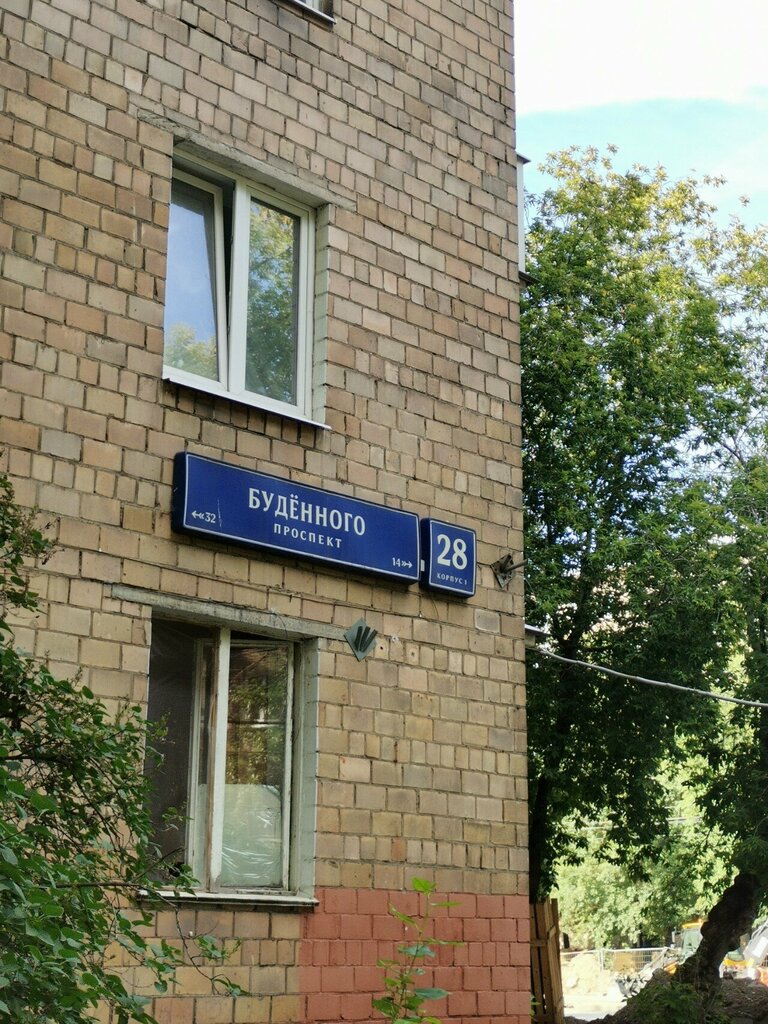 БУДЁННОГО
ПРОСПЕКТ
←«32
14»→
28
КОРПУС 1